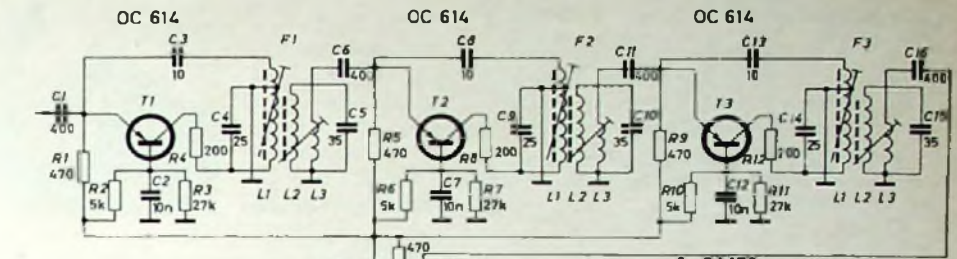 OC 614 OC 614 OC 614
C3 F1 C6 C8 F2 C11 C13 F3 C16
10 400 10 400 10 400
C1 T1 C4 C5 T2 C9 C10 T3 C14 C15
400 R4 25 35 R5 R8 25 35 R9 R12 25 35
R1 200 470 200 470 200
470 R2 C2 R3 L1 L2 L3 R6 C7 R7 L1 L2 L3 R10 C12 R11 L1 L2 L3
5k 10n 27k 5k 10n 27k 5k 10n 27k
470